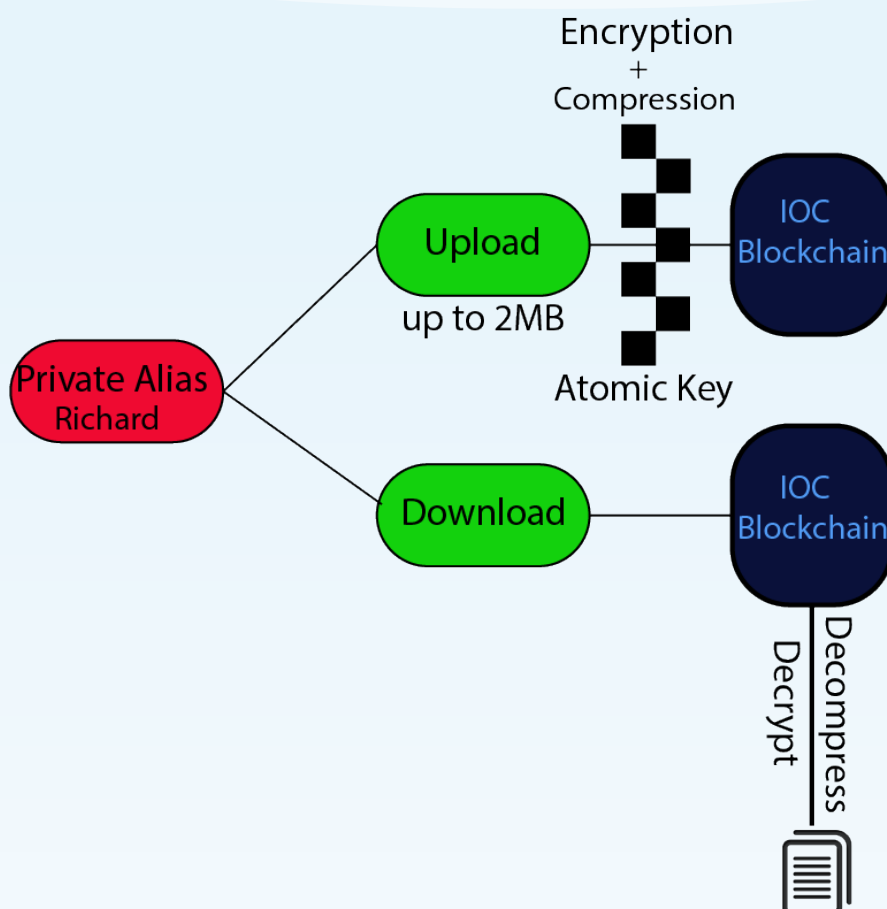 Encryption
+
Compression
IOC
Blockchain
Upload
up to 2MB
Atomic Key
Private Alias
Richard
IOC
Blockchain
Download
Decompress
Decrypt